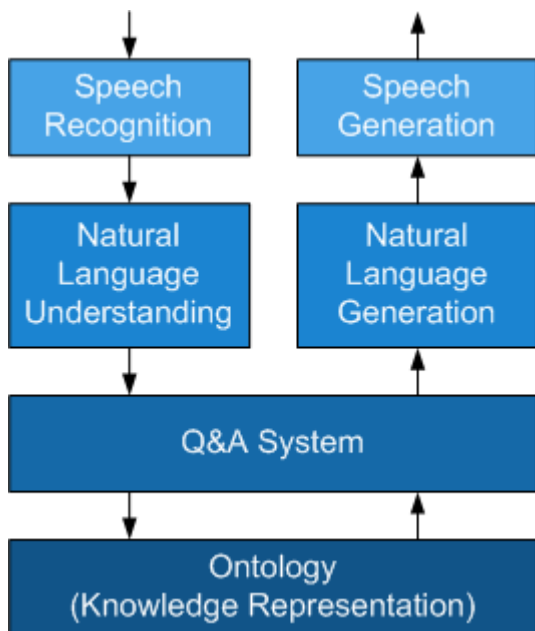 Speech
Recognition
Speech
Generation
Natural
Language
Understanding
Natural
Language
Generation
Q&A System
Ontology
(Knowledge Representation)